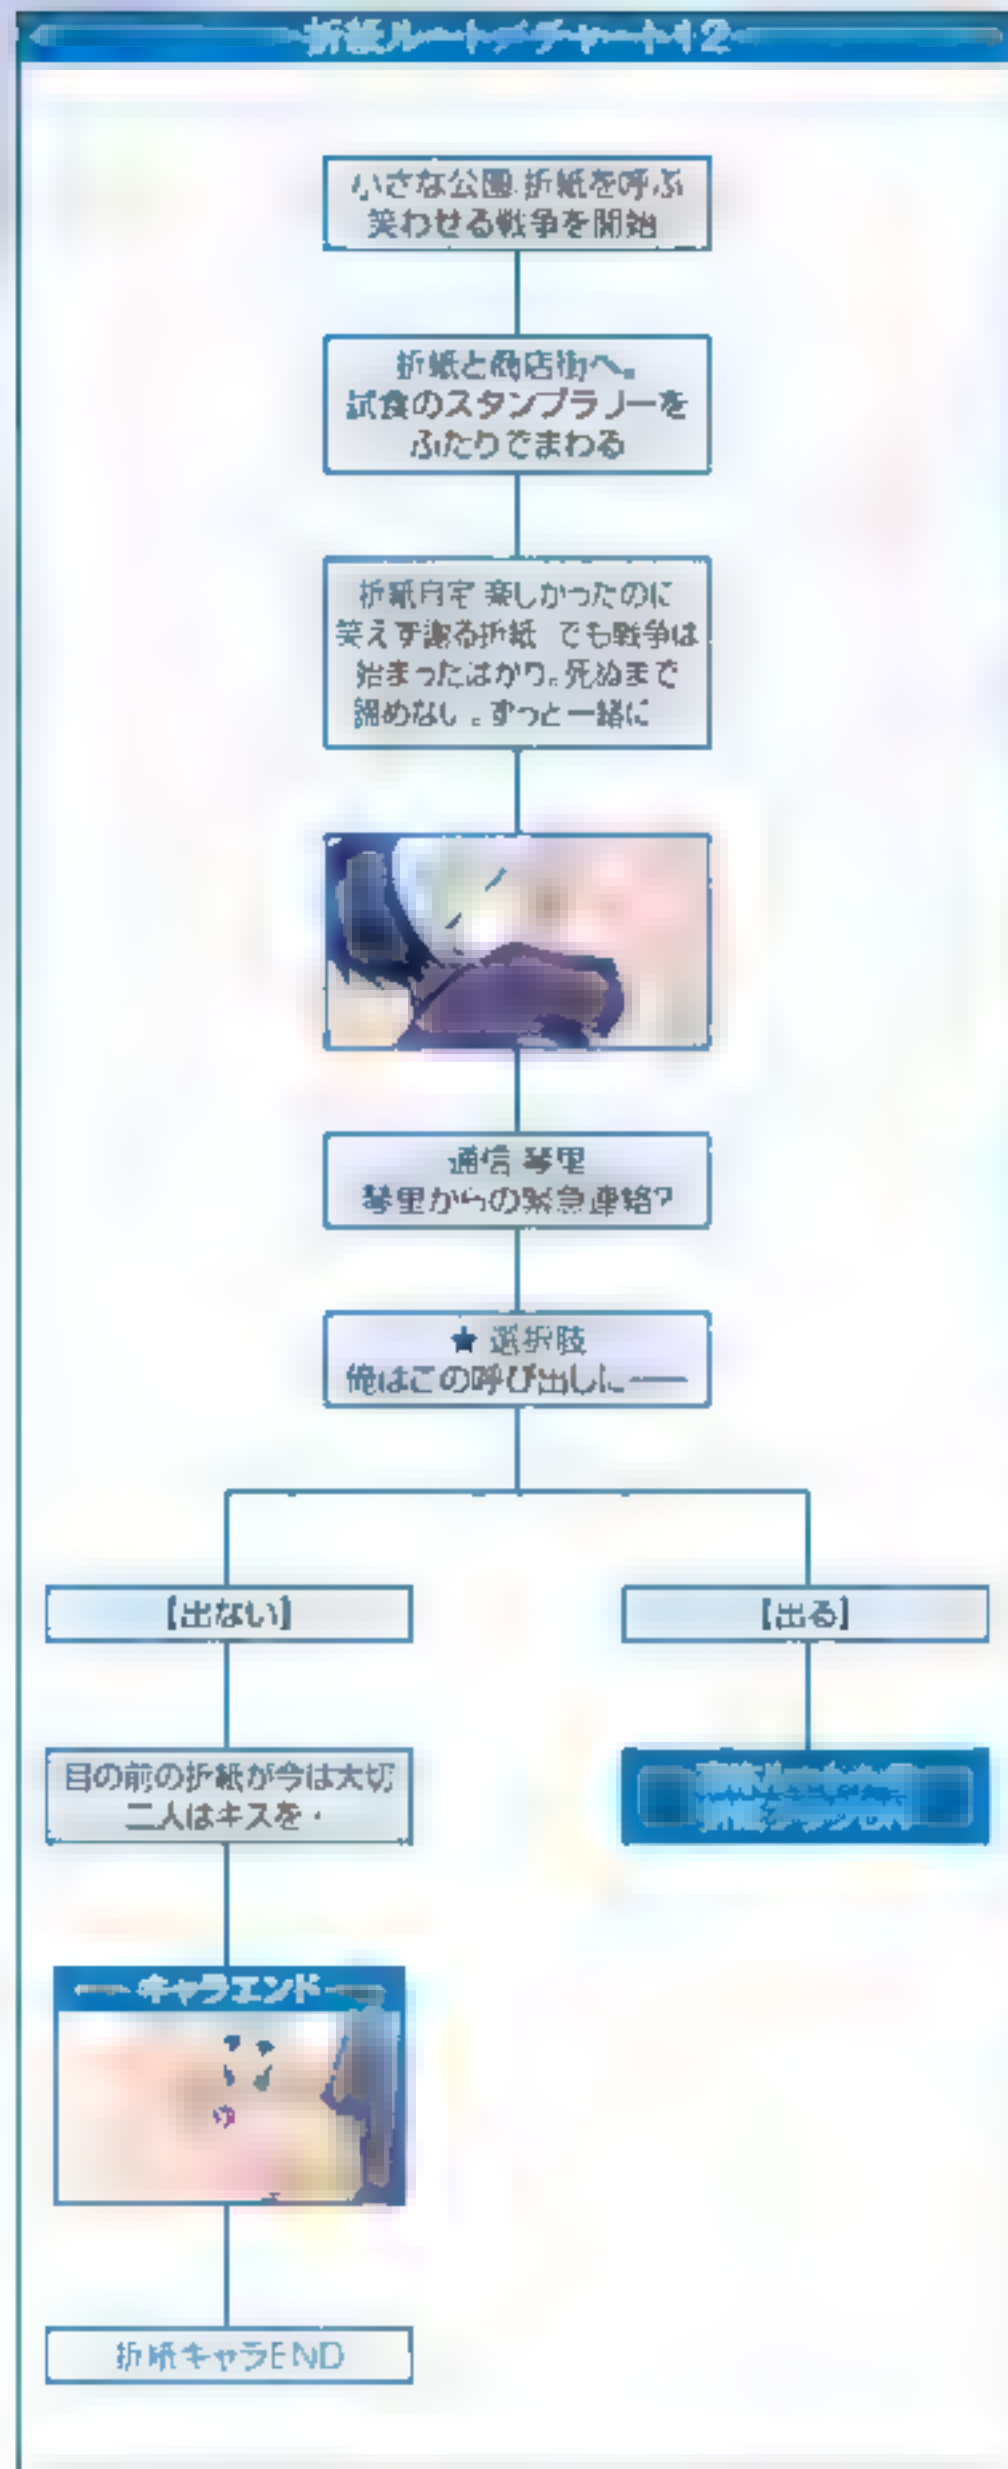 折紙ルート デチャート12
小さな公園 折紙を呼ぶ
笑わせる戦争を開始
折紙と商店街へ。
試食のスタンプラリーを
ふたりでまわる
折紙自宅 楽しかったのに
笑えず謝る折紙 でも戦争は
始まったばかり。死ぬまで
諦めない。ずっと一緒に
通信 琴里
琴里からの緊急連絡?
★ 選択肢
俺はこの呼び出しに――
【出ない】
【出る】
目の前の折紙が今は大切
二人はキスを・
キャラエンド
折紙キャラEND